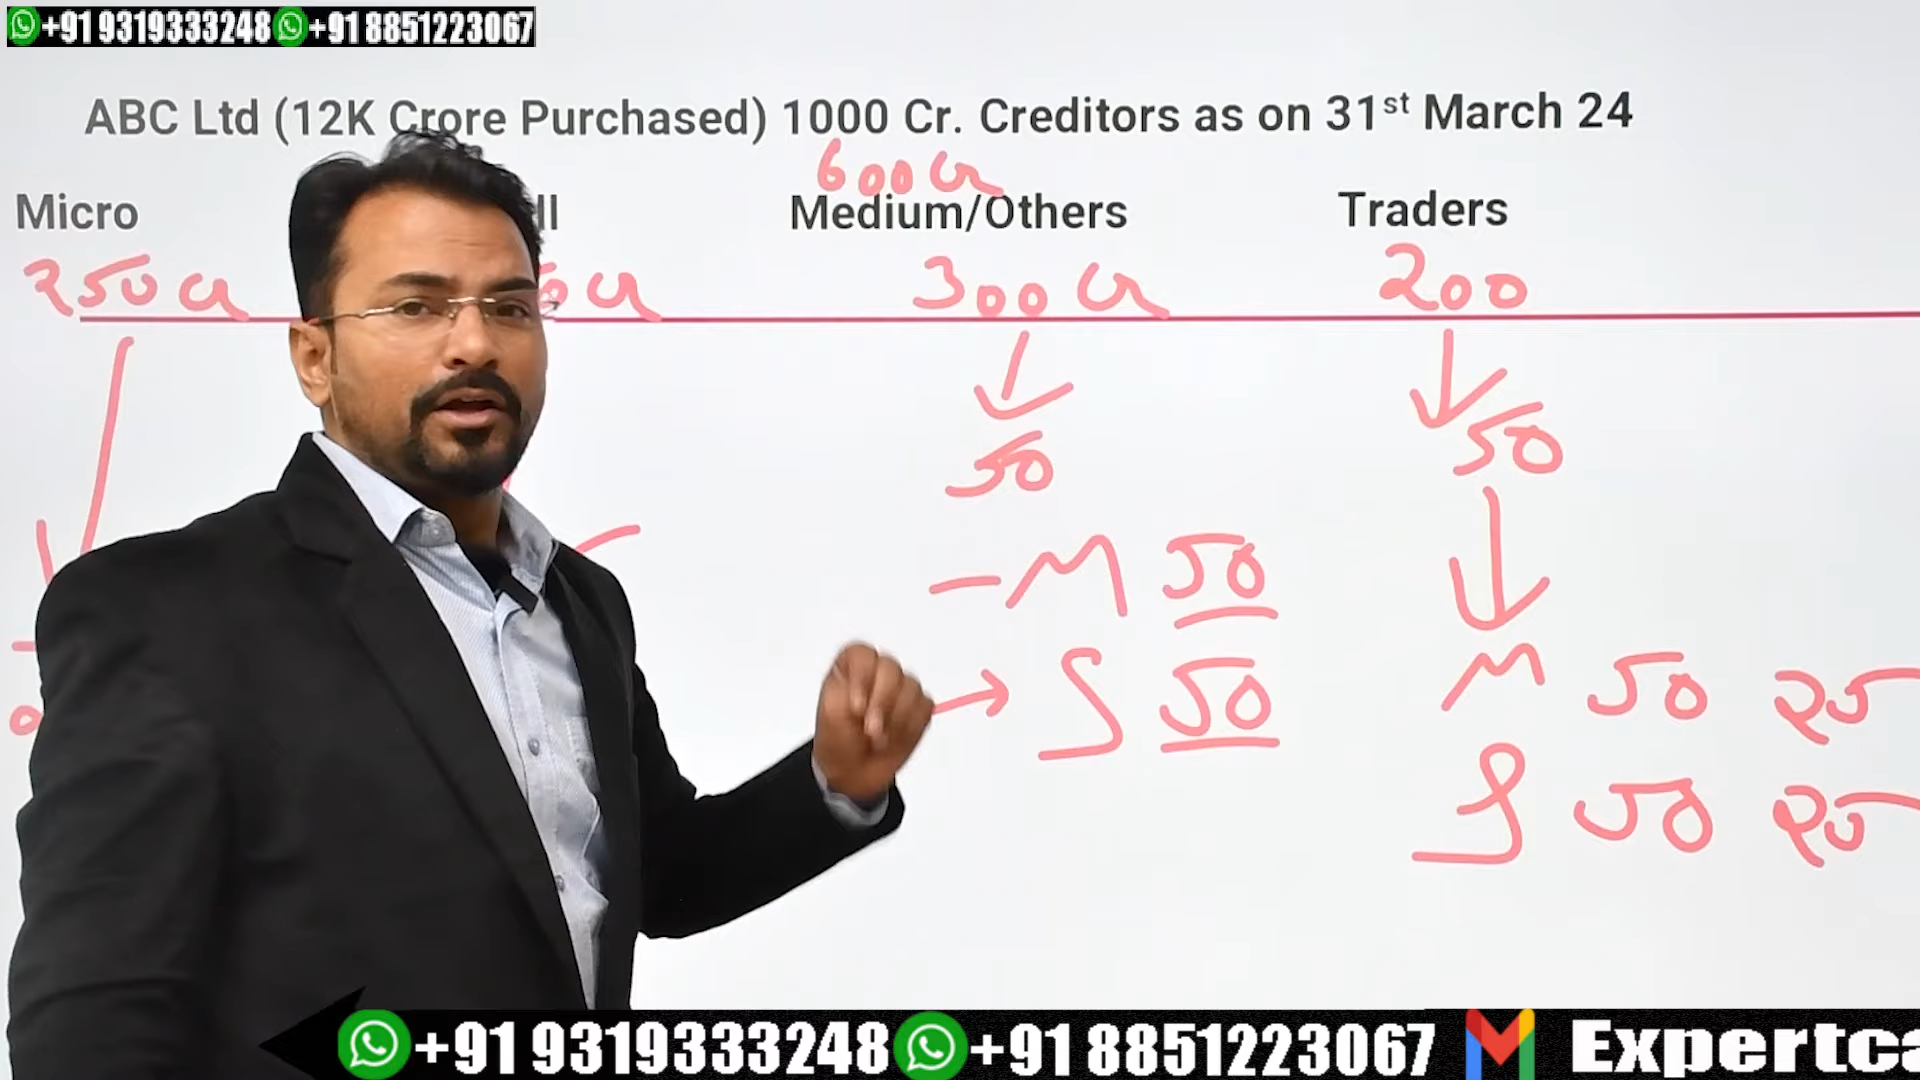 +91 9319333248 +91 8851223067
ABC Ltd (12K Crore Purchased) 1000 Cr. Creditors as on 31st March 24
600 Cr
Micro Medium/Others Traders
250 Cr Cr 300 Cr 200
50 50
- M 50
S 50
M 50 25
S 50 25
+91 9319333248 +91 8851223067 Expertca